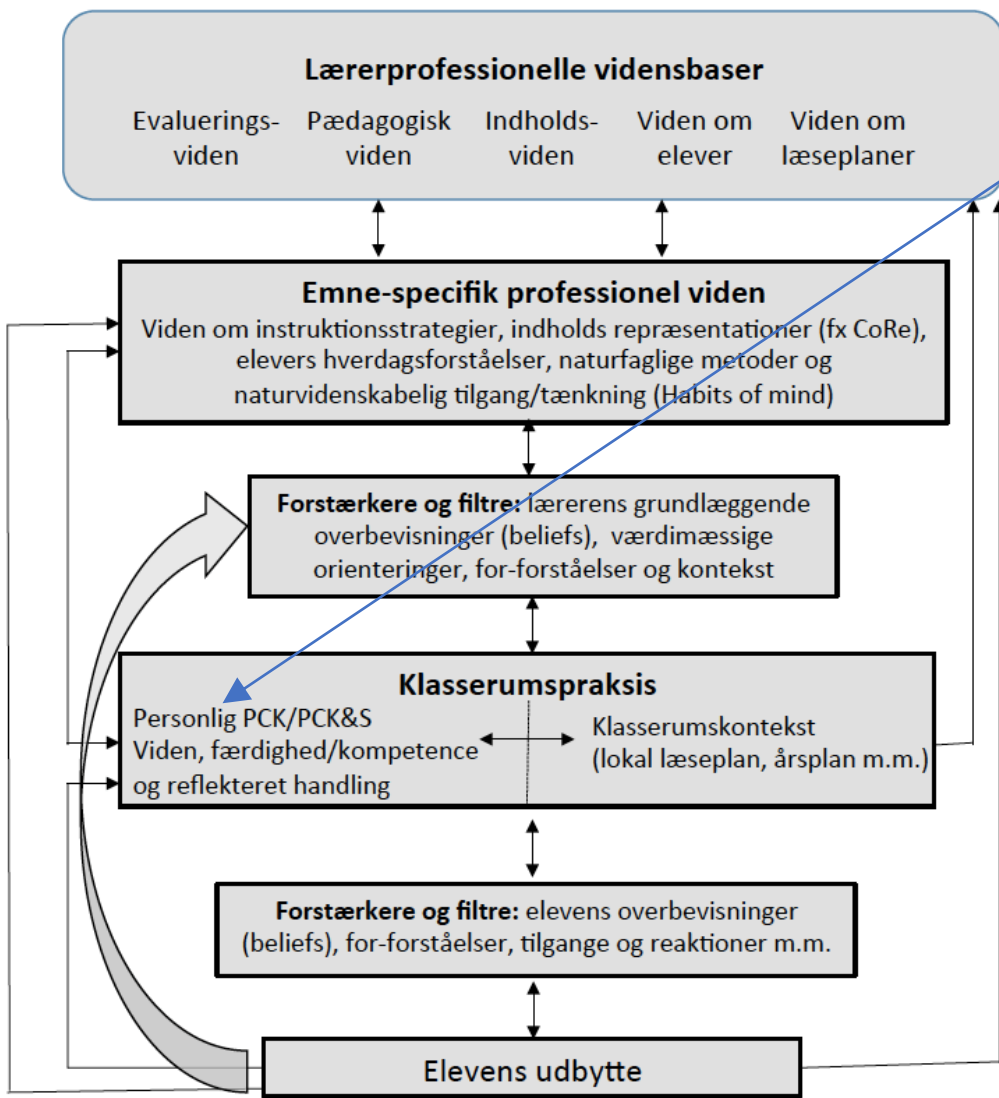 Lærerprofessionelle vidensbaser
Evaluerings-
viden
Pædagogisk
viden
Indholds-
viden
Viden om
elever
Viden om
læseplaner
Emne-specifik professionel viden
Viden om instruktionsstrategier, indholds repræsentationer (fx CoRe),
elevers hverdagsforståelser, naturfaglige metoder og
naturvidenskabelig tilgang/tænkning (Habits of mind)
Forstærkere og filtre: lærerens grundlæggende
overbevisninger (beliefs), værdimæssige
orienteringer, for-forståelser og kontekst
Klasserumspraksis
Personlig PCK/PCK&S
Viden, færdighed/kompetence
og reflekteret handling
Klasserumskontekst
(lokal læseplan, årsplan m.m.)
Forstærkere og filtre: elevens overbevisninger
(beliefs), for-forståelser, tilgange og reaktioner m.m.
Elevens udbytte